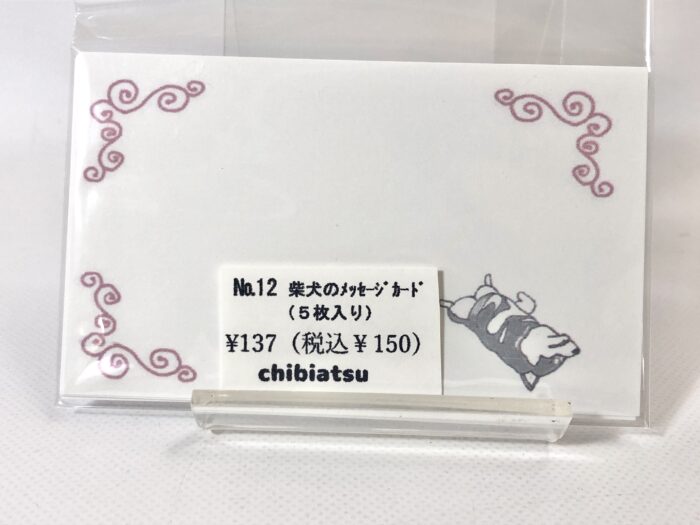 No.12 柴犬のﾒｯｾｰｼﾞｶｰﾄﾞ
(５枚入り)
¥137 (税込¥150)
chibiatsu